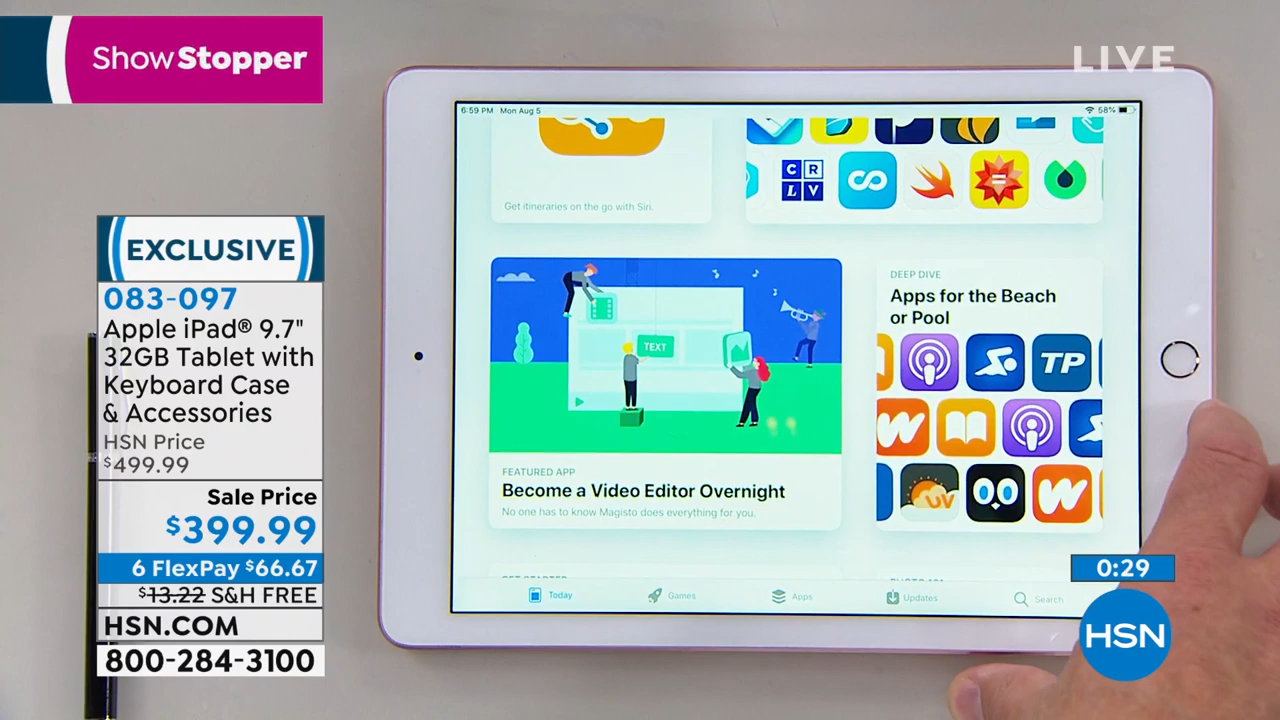 Show Stopper
LIVE
EXCLUSIVE
083-097
Apple iPad® 9.7"
32GB Tablet with
Keyboard Case
& Accessories
HSN Price
$499.99
Sale Price
$399.99
6 FlexPay $66.67
$13.22 S&H FREE
HSN.COM
800-284-3100
6:59 PM Mon Aug 5
58%
Get itineraries on the go with Siri.
C R
L V
TEXT
FEATURED APP
Become a Video Editor Overnight
No one has to know Magisto does everything for you.
DEEP DIVE
Apps for the Beach
or Pool
TP
UV
Today
Games
Apps
Updates
Search
0:29
HSN